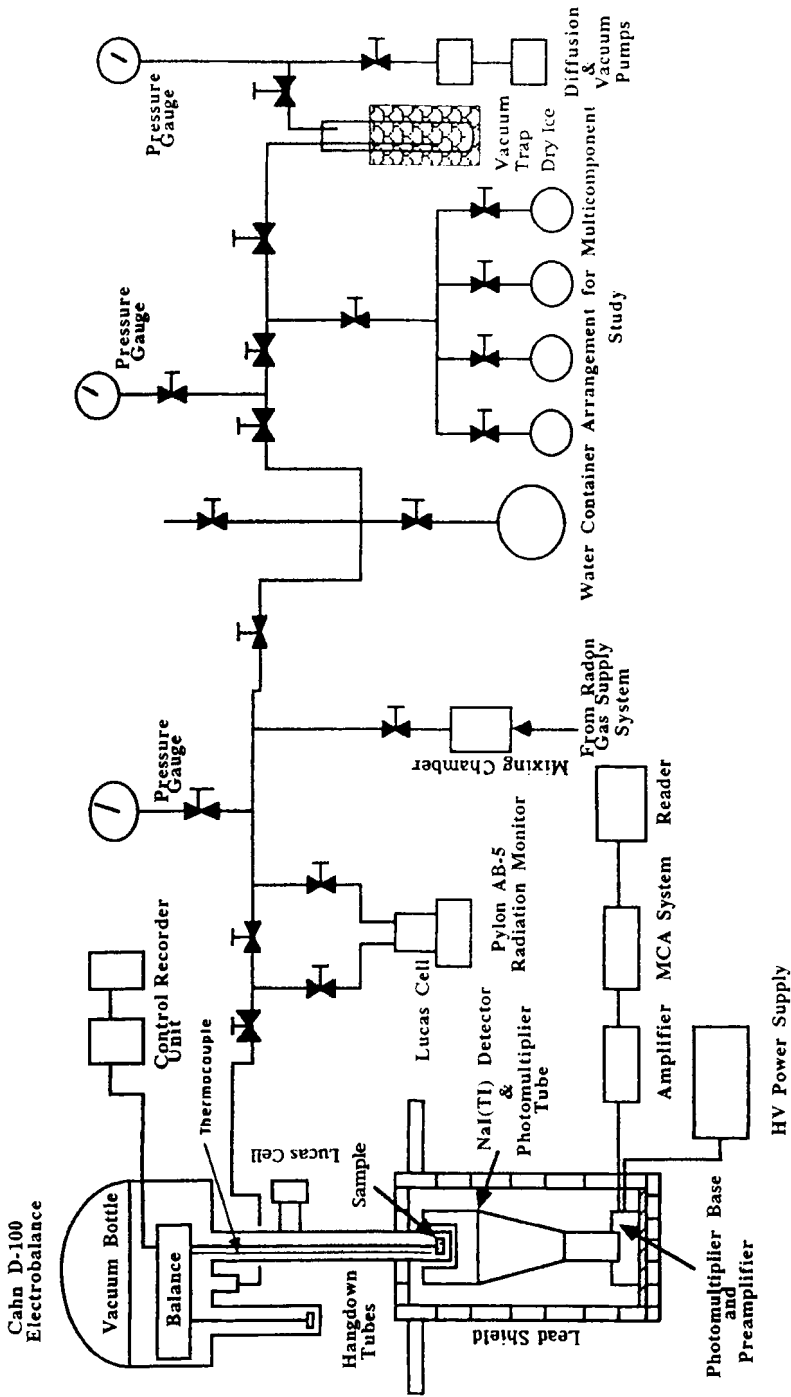 Cahn D-100
Electrobalance
Vacuum Bottle
Balance
Control Recorder
Unit
Thermocouple
Lucas Cell
Hangdown
Tubes
Sample
Lead Shield
NaI(Tl) Detector
&
Photomultiplier
Tube
Photomultiplier Base
and
Preamplifier
HV Power Supply
Amplifier
MCA System
Reader
Lucas Cell
Pylon AB-5
Radiation Monitor
Pressure
Gauge
Mixing Chamber
From Radon
Gas Supply
System
Pressure
Gauge
Water Container Arrangement for Multicomponent
Study
Pressure
Gauge
Vacuum
Trap
Dry Ice
Diffusion
&
Vacuum
Pumps